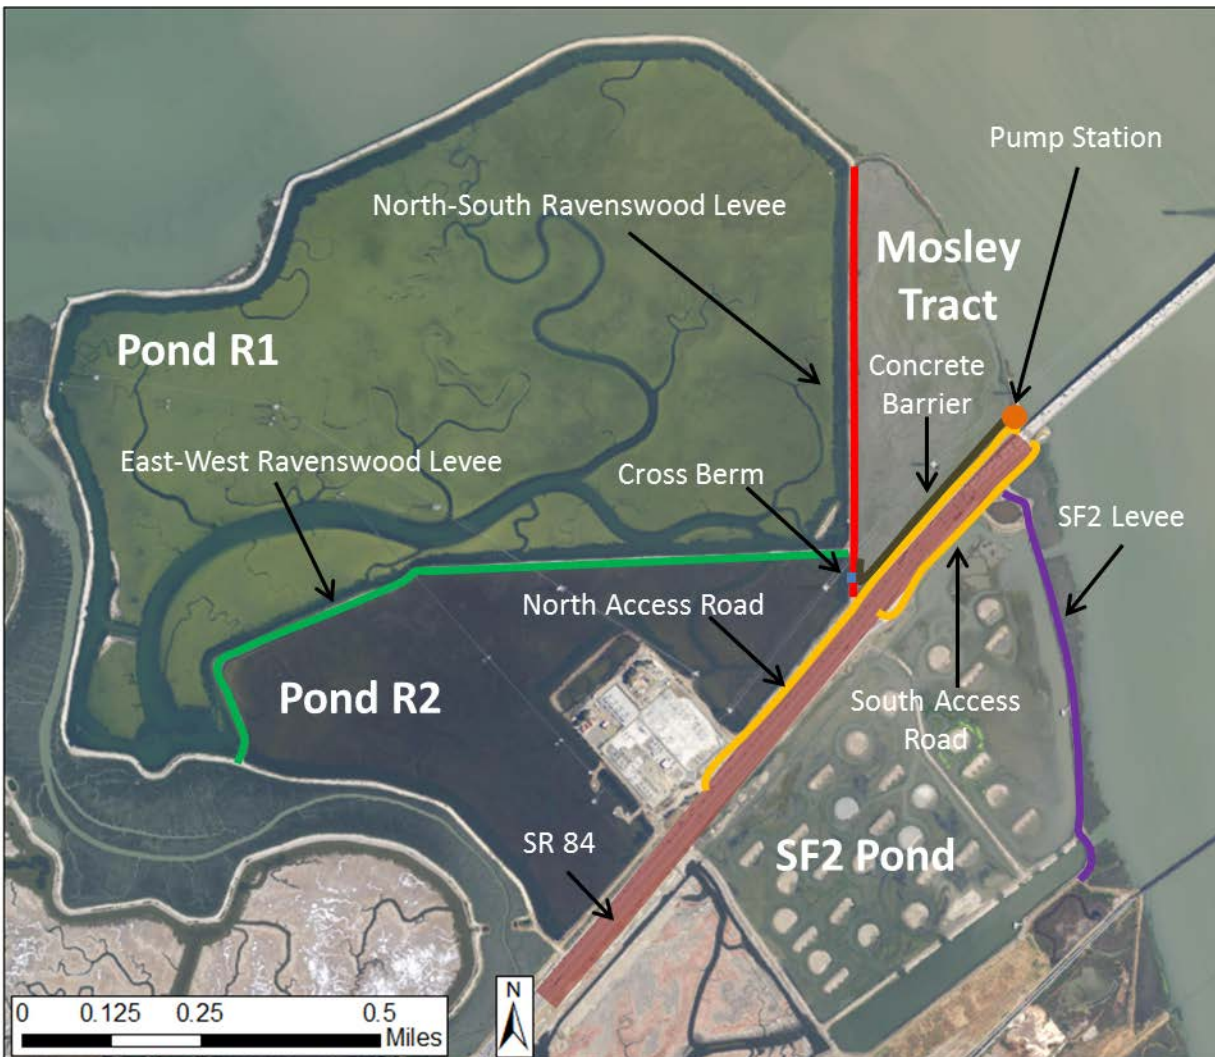 Pump Station
North-South Ravenswood Levee
Mosley
Tract
Pond R1
Concrete
Barrier
East-West Ravenswood Levee
Cross Berm
SF2 Levee
North Access Road
Pond R2
South Access
Road
SR 84
SF2 Pond
N
0 0.125 0.25 0.5
Miles